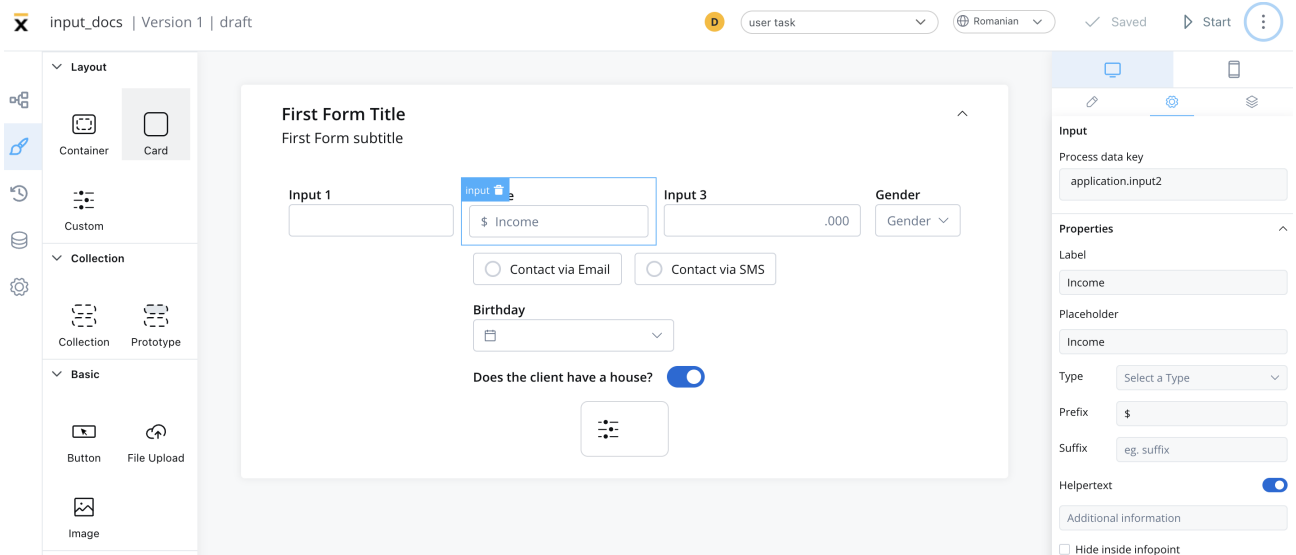 input_docs | Version 1 | draft
D
user task
Romanian
Saved
Start
Layout
Container
Card
Custom
Collection
Collection
Prototype
Basic
Button
File Upload
Image
First Form Title
First Form subtitle
Input 1
input
e
Input 3
Gender
$ Income
.000
Gender
Contact via Email
Contact via SMS
Birthday
Does the client have a house?
Input
Process data key
application.input2
Properties
Label
Income
Placeholder
Income
Type
Select a Type
Prefix
$
Suffix
eg. suffix
Helpertext
Additional information
Hide inside infopoint